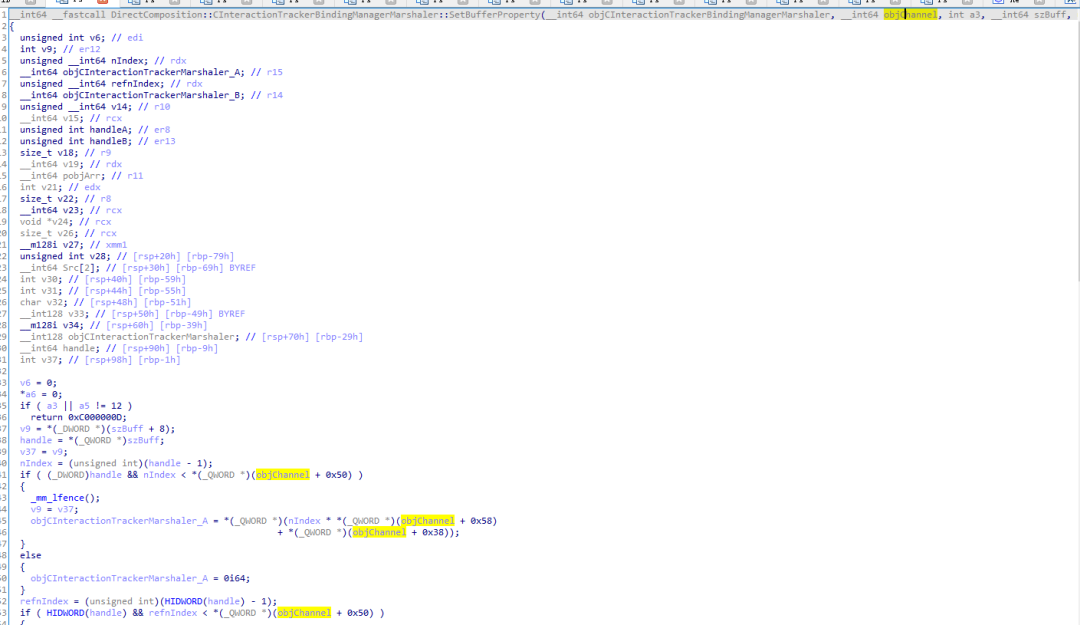 __int64 __fastcall DirectComposition::CInteractionTrackerBindingManagerMarshaler::SetBufferProperty(__int64 objCInteractionTrackerBindingManagerMarshaler, __int64 objChannel, int a3, __int64 szBuff,
{
unsigned int v6; // edi
int v9; // er12
unsigned __int64 nIndex; // rdx
__int64 objCInteractionTrackerMarshaler_A; // r15
unsigned __int64 refnIndex; // rdx
__int64 objCInteractionTrackerMarshaler_B; // r14
unsigned __int64 v14; // r10
__int64 v15; // rcx
unsigned int handleA; // er8
unsigned int handleB; // er13
size_t v18; // r9
__int64 v19; // rdx
__int64 pobjArr; // r11
int v21; // edx
size_t v22; // r8
__int64 v23; // rcx
void *v24; // rcx
size_t v26; // rcx
__m128i v27; // xmm1
unsigned int v28; // [rsp+20h] [rbp-79h]
__int64 Src[2]; // [rsp+30h] [rbp-69h] BYREF
int v30; // [rsp+40h] [rbp-59h]
int v31; // [rsp+44h] [rbp-55h]
char v32; // [rsp+48h] [rbp-51h]
__int128 v33; // [rsp+50h] [rbp-49h] BYREF
__m128i v34; // [rsp+60h] [rbp-39h]
__int128 objCInteractionTrackerMarshaler; // [rsp+70h] [rbp-29h]
__int64 handle; // [rsp+90h] [rbp-9h]
int v37; // [rsp+98h] [rbp-1h]
v6 = 0;
*a6 = 0;
if ( a3 || a5 != 12 )
return 0xC000000D;
v9 = *(_DWORD *)(szBuff + 8);
handle = *(_QWORD *)szBuff;
v37 = v9;
nIndex = (unsigned int)(handle - 1);
if ( (_DWORD)handle && nIndex < *(_QWORD *)(objChannel + 0x50) )
{
_mm_lfence();
v9 = v37;
objCInteractionTrackerMarshaler_A = *(_QWORD *)(nIndex * *(_QWORD *)(objChannel + 0x58)
+ *(_QWORD *)(objChannel + 0x38));
}
else
{
objCInteractionTrackerMarshaler_A = 0i64;
}
refnIndex = (unsigned int)(HIDWORD(handle) - 1);
if ( HIDWORD(handle) && refnIndex < *(_QWORD *)(objChannel + 0x50) )
{